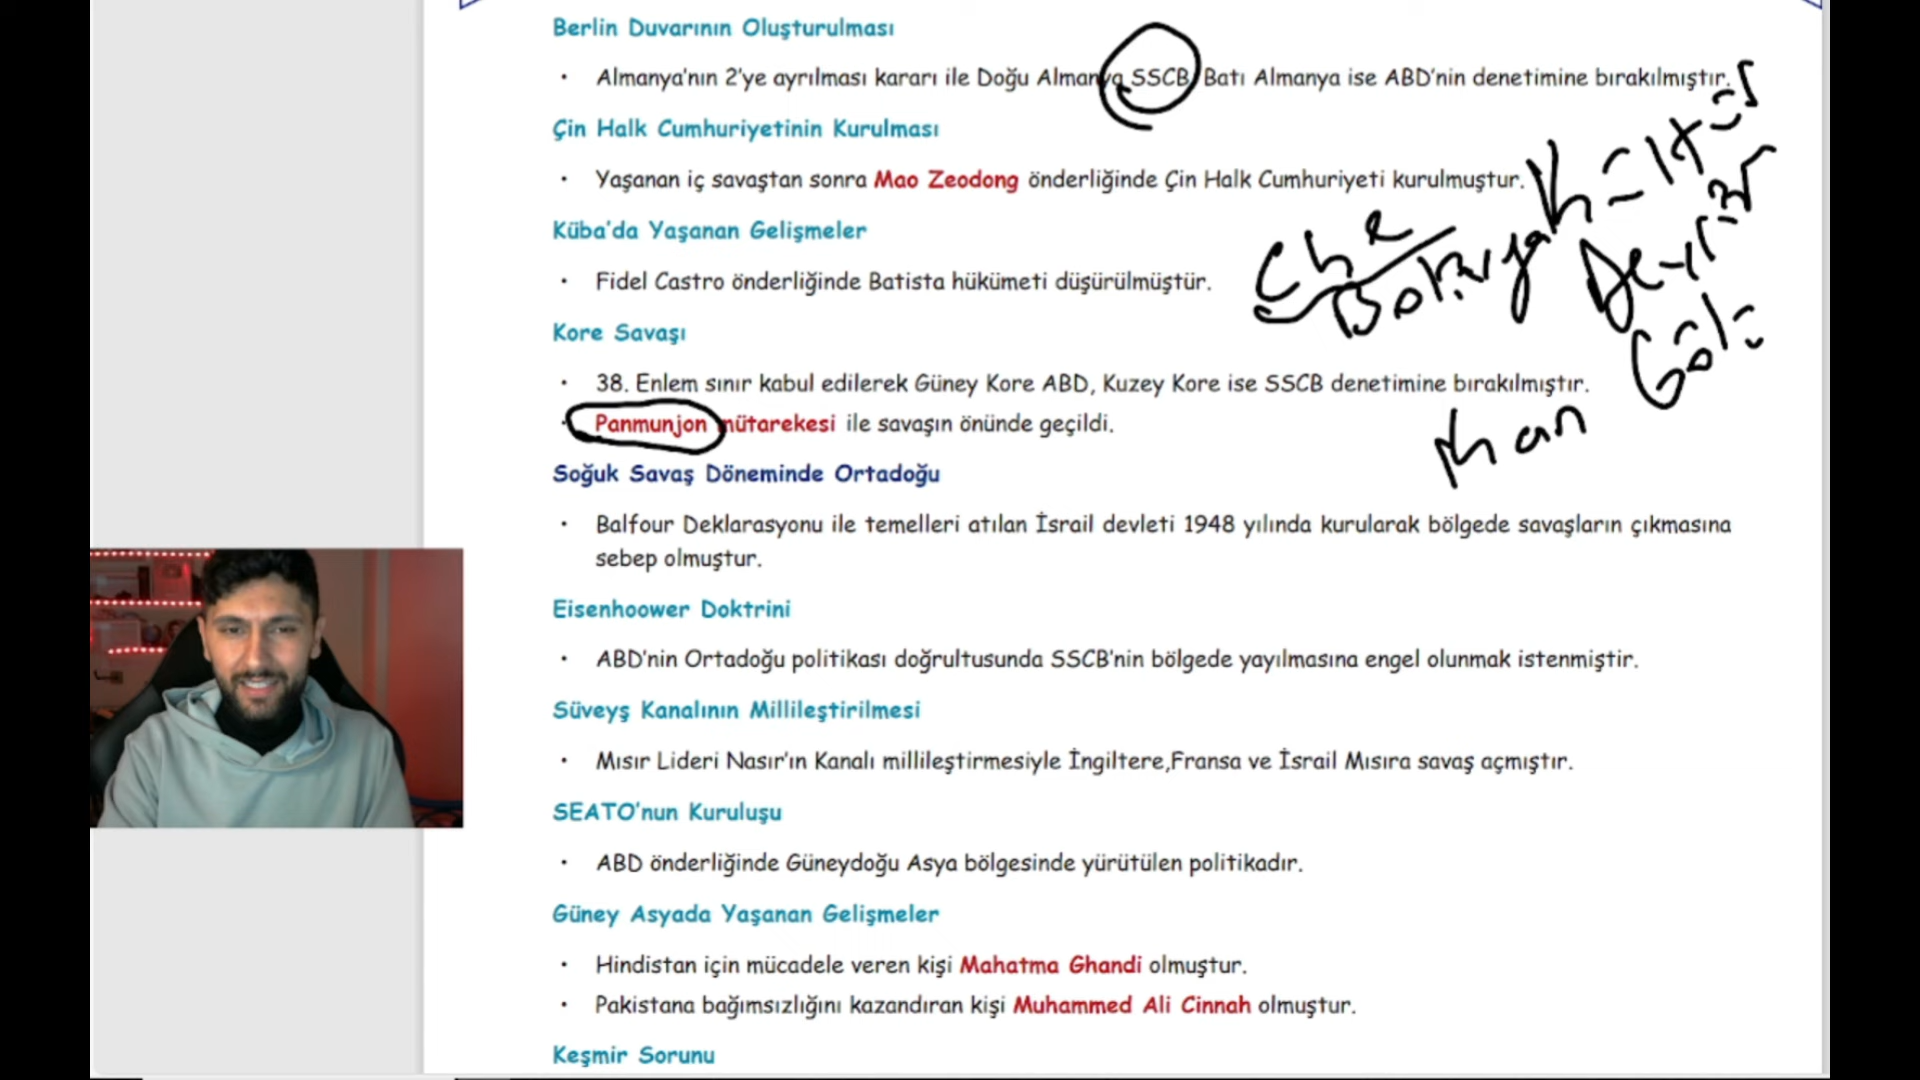 Berlin Duvarının Oluşturulması
• Almanya'nın 2'ye ayrılması kararı ile Doğu Almanya SSCB, Batı Almanya ise ABD'nin denetimine bırakılmıştır.
Çin Halk Cumhuriyetinin Kurulması
• Yaşanan iç savaştan sonra Mao Zeodong önderliğinde Çin Halk Cumhuriyeti kurulmuştur.
Küba'da Yaşanan Gelişmeler
Che
• Fidel Castro önderliğinde Batista hükümeti düşürülmüştür.
Kore Savaşı
• 38. Enlem sınır kabul edilerek Güney Kore ABD, Kuzey Kore ise SSCB denetimine bırakılmıştır.
• Panmunjon mütarekesi ile savaşın önünde geçildi.
Soğuk Savaş Döneminde Ortadoğu
• Balfour Deklarasyonu ile temelleri atılan İsrail devleti 1948 yılında kurularak bölgede savaşların çıkmasına
sebep olmuştur.
Eisenhoower Doktrini
• ABD'nin Ortadoğu politikası doğrultusunda SSCB'nin bölgede yayılmasına engel olunmak istenmiştir.
Süveyş Kanalının Millileştirilmesi
• Mısır Lideri Nasır'ın Kanalı millileştirmesiyle İngiltere,Fransa ve İsrail Mısıra savaş açmıştır.
SEATO'nun Kuruluşu
• ABD önderliğinde Güneydoğu Asya bölgesinde yürütülen politikadır.
Güney Asyada Yaşanan Gelişmeler
• Hindistan için mücadele veren kişi Mahatma Ghandi olmuştur.
• Pakistana bağımsızlığını kazandıran kişi Muhammed Ali Cinnah olmuştur.
Keşmir Sorunu